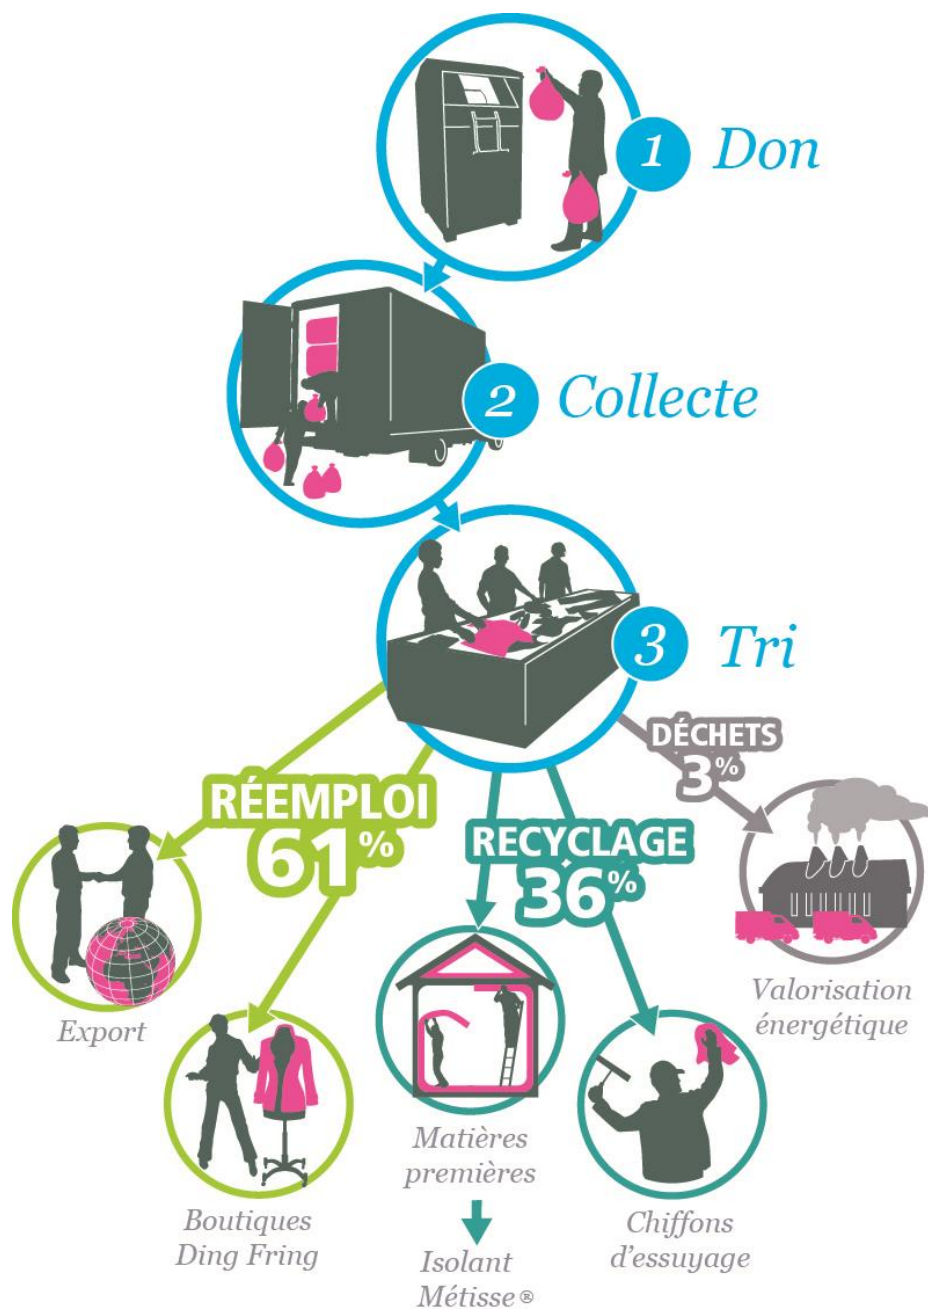 1 Don
2 Collecte
3 Tri
DÉCHETS
3%
RÉEMPLOI
61%
RECYCLAGE
36%
Export
Valorisation
énergétique
Boutiques
Ding Fring
Matières
premières
Isolant
Métisse®
Chiffons
d'essuyage